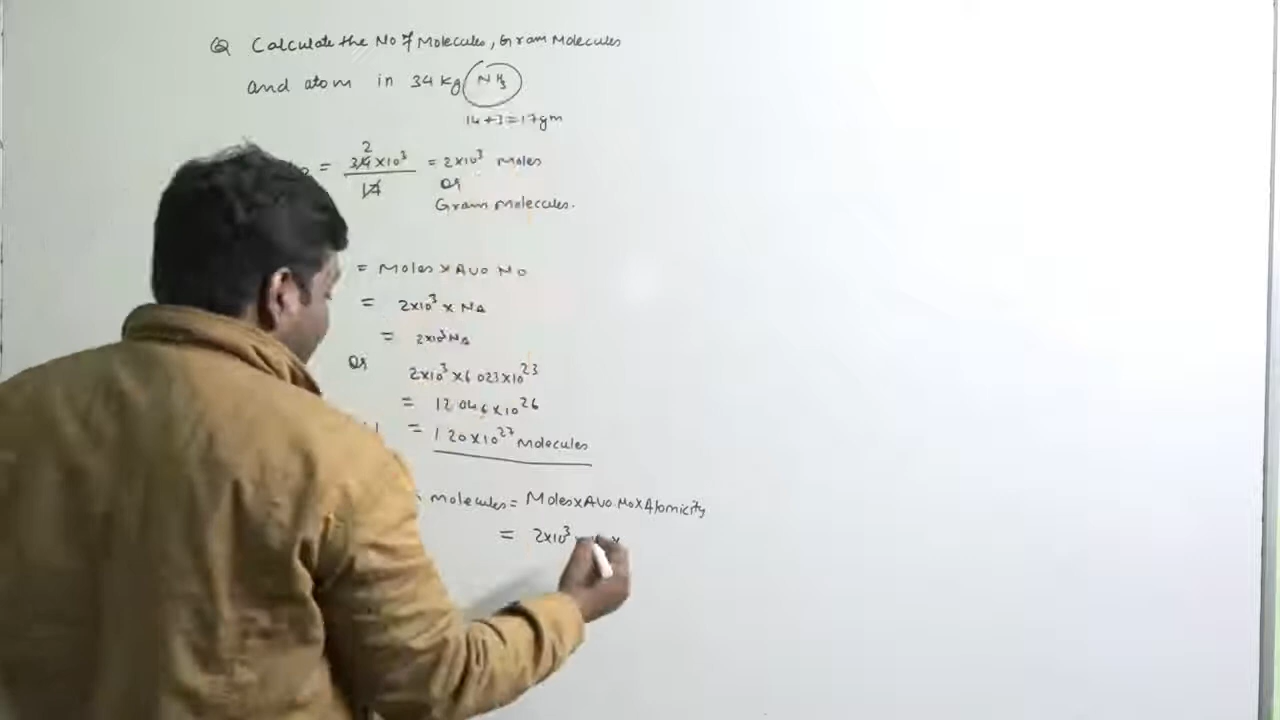 Q Calculate the No of Molecules, Gram Molecules
and atom in 34 kg NH3
14+3=17gm
= 34×10³ / 17 = 2×10³ Moles
2
or
Gram Molecules.
= Moles × Avo No
= 2×10³ × NA
= 2×10³NA
or 2×10³×6.023×10²³
= 12.046×10²⁶
= 1.20×10²⁷ Molecules
molecules = Moles×Avo.No×Atomicity
= 2×10³